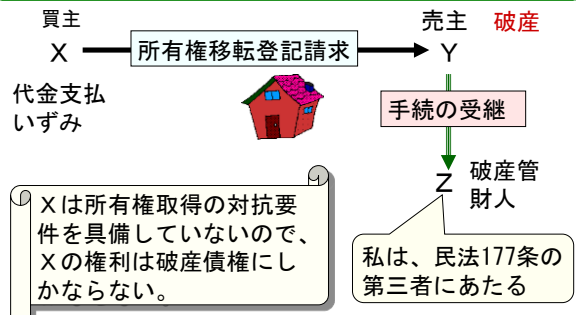 買主
売主
破産
X
所有権移転登記請求
Y
代金支払
いずみ
手続の受継
Z
破産管
財人
Xは所有権取得の対抗要
件を具備していないので、
Xの権利は破産債権にし
かならない。
私は、民法177条の
第三者にあたる